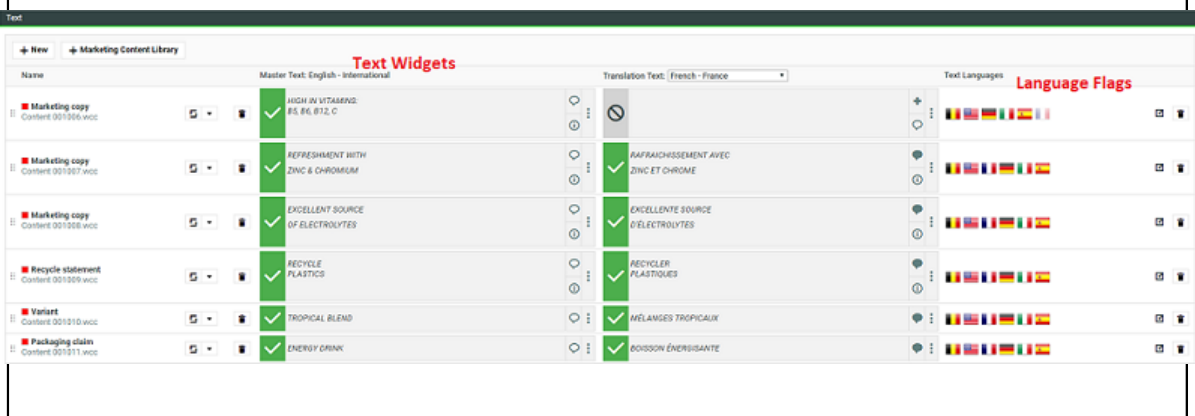 Text
New Marketing Content Library
Text Widgets
Name Master Text: English - International Translation Text: French - France Text Languages
Language Flags
Marketing copy
Content 001006.wcc
HIGH IN VITAMINS:
B5, B6, B12, C
Marketing copy
Content 001007.wcc
REFRESHMENT WITH
ZINC & CHROMIUM
RAFRAICHISSEMENT AVEC
ZINC ET CHROME
Marketing copy
Content 001008.wcc
EXCELLENT SOURCE
OF ELECTROLYTES
EXCELLENTE SOURCE
D'ÉLECTROLYTES
Recycle statement
Content 001009.wcc
RECYCLE
PLASTICS
RECYCLER
PLASTIQUES
Variant
Content 001010.wcc
TROPICAL BLEND
MÉLANGES TROPICAUX
Packaging claim
Content 001011.wcc
ENERGY DRINK
BOISSON ÉNERGISANTE